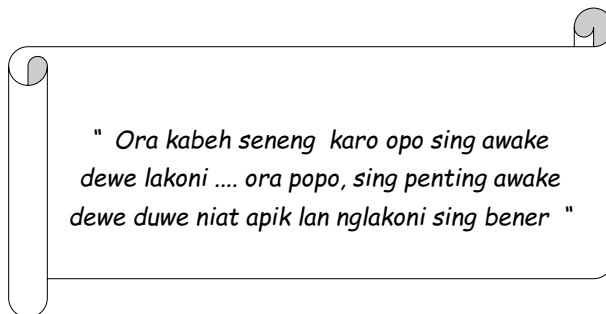 “ Ora kabeh seneng karo opo sing awake
dewe lakoni .... ora popo, sing penting awake
dewe duwe niat apik lan nglakoni sing bener “